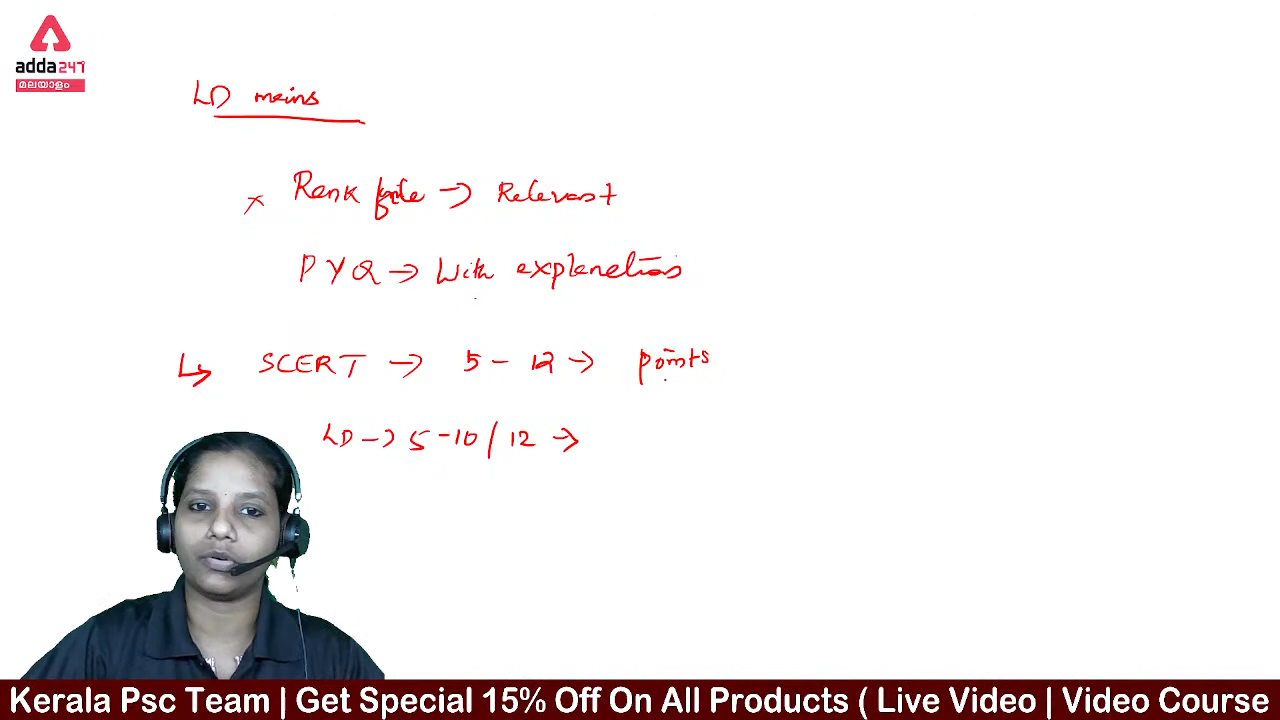 adda247
മലയാളം
LD mains
x Rank file → Relevant
PYQ → With explanations
↳ SCERT → 5 - 12 → points
LD → 5 -10 / 12 →
Kerala Psc Team | Get Special 15% Off On All Products ( Live Video | Video Course